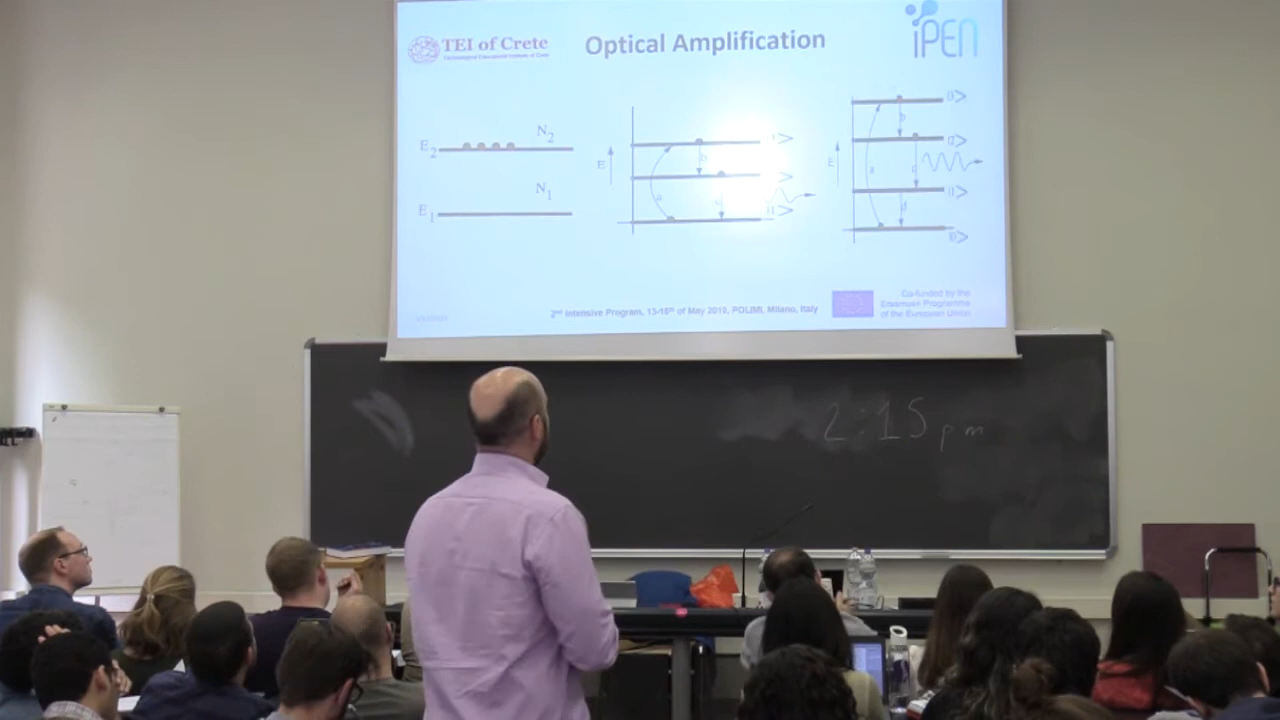 TEI of Crete
Optical Amplification
iPEN
E2
N2
N1
E1
E
2nd Intensive Program, 13-16th of May 2018, POLIMI, Milano, Italy
Co-funded by the
Erasmus+ Programme
of the European Union
2:15 pm